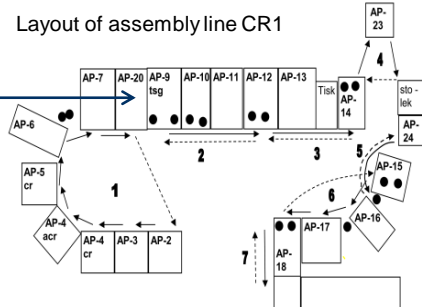 Layout of assembly line CR1
AP-
23
4
AP-7
AP-20
AP-9
tsg
AP-10
AP-11
AP-12
AP-13
Tisk
AP-
14
sto -
lek
AP-
24
AP-6
2
3
5
AP-15
AP-5
cr
1
6
AP-16
AP-4
acr
AP-4
cr
AP-3
AP-2
7
AP-
18
AP-17